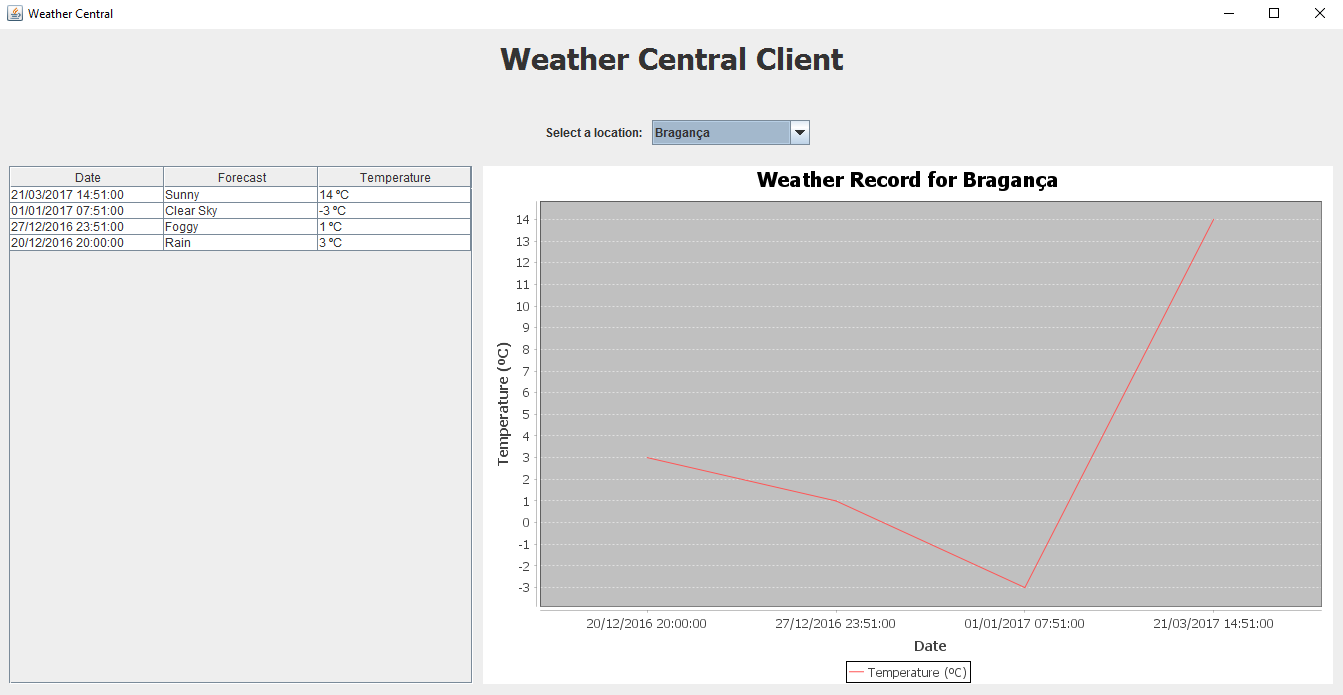 Weather Central
Weather Central Client
Select a location: Bragança
Date Forecast Temperature
21/03/2017 14:51:00 Sunny 14 ºC
01/01/2017 07:51:00 Clear Sky -3 ºC
27/12/2016 23:51:00 Foggy 1 ºC
20/12/2016 20:00:00 Rain 3 ºC
Weather Record for Bragança
Temperature (ºC)
14
13
12
11
10
9
8
7
6
5
4
3
2
1
0
-1
-2
-3
20/12/2016 20:00:00 27/12/2016 23:51:00 01/01/2017 07:51:00 21/03/2017 14:51:00
Date
Temperature (ºC)